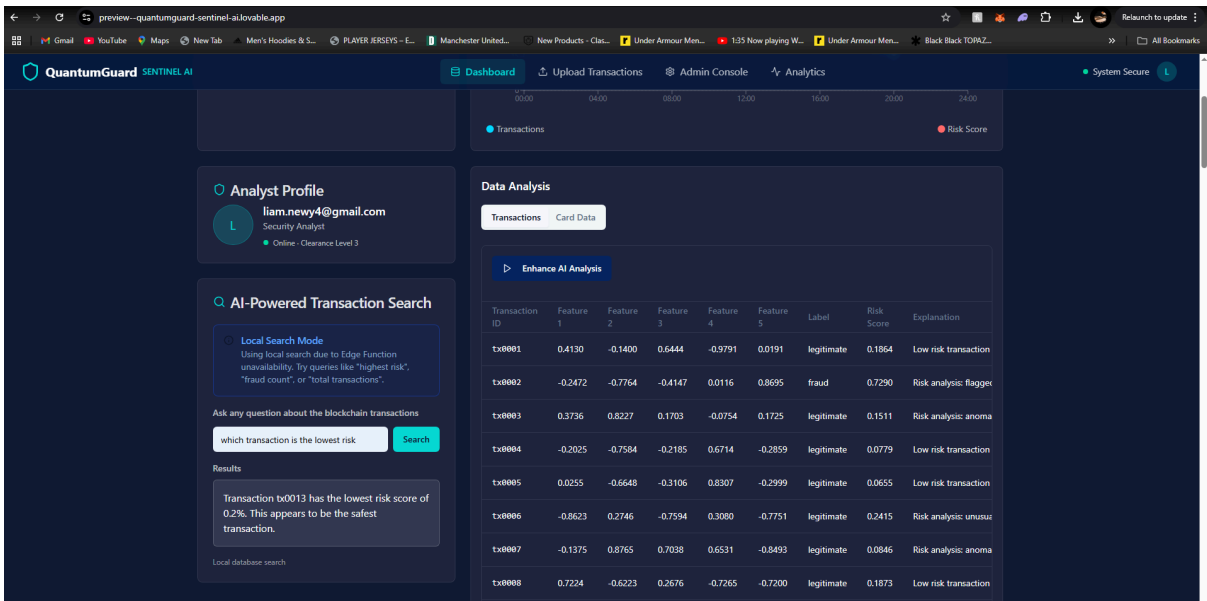 preview--quantumguard-sentinel-ai.lovable.app
Relaunch to update
Gmail YouTube Maps New Tab Men's Hoodies & S... PLAYER JERSEYS – E... Manchester United... New Products - Clas... Under Armour Men... 1:35 Now playing W... Under Armour Men... Black Black TOPAZ... » All Bookmarks
QuantumGuard SENTINEL AI Dashboard Upload Transactions Admin Console Analytics System Secure L
00:00 04:00 08:00 12:00 16:00 20:00 24:00
Transactions Risk Score
Analyst Profile
L
liam.newy4@gmail.com
Security Analyst
Online - Clearance Level 3
AI-Powered Transaction Search
Local Search Mode
Using local search due to Edge Function
unavailability. Try queries like "highest risk",
"fraud count", or "total transactions".
Ask any question about the blockchain transactions
which transaction is the lowest risk Search
Results
Transaction tx0013 has the lowest risk score of
0.2%. This appears to be the safest
transaction.
Local database search
Data Analysis
Transactions Card Data
Enhance AI Analysis
Transaction ID Feature 1 Feature 2 Feature 3 Feature 4 Feature 5 Label Risk Score Explanation
tx0001 0.4130 -0.1400 0.6444 -0.9791 0.0191 legitimate 0.1864 Low risk transaction
tx0002 -0.2472 -0.7764 -0.4147 0.0116 0.8695 fraud 0.7290 Risk analysis: flagged
tx0003 0.3736 0.8227 0.1703 -0.0754 0.1725 legitimate 0.1511 Risk analysis: anoma
tx0004 -0.2025 -0.7584 -0.2185 0.6714 -0.2859 legitimate 0.0779 Low risk transaction
tx0005 0.0255 -0.6648 -0.3106 0.8307 -0.2999 legitimate 0.0655 Low risk transaction
tx0006 -0.8623 0.2746 -0.7594 0.3080 -0.7751 legitimate 0.2415 Risk analysis: unusua
tx0007 -0.1375 0.8765 0.7038 0.6531 -0.8493 legitimate 0.0846 Risk analysis: anoma
tx0008 0.7224 -0.6223 0.2676 -0.7265 -0.7200 legitimate 0.1873 Low risk transaction